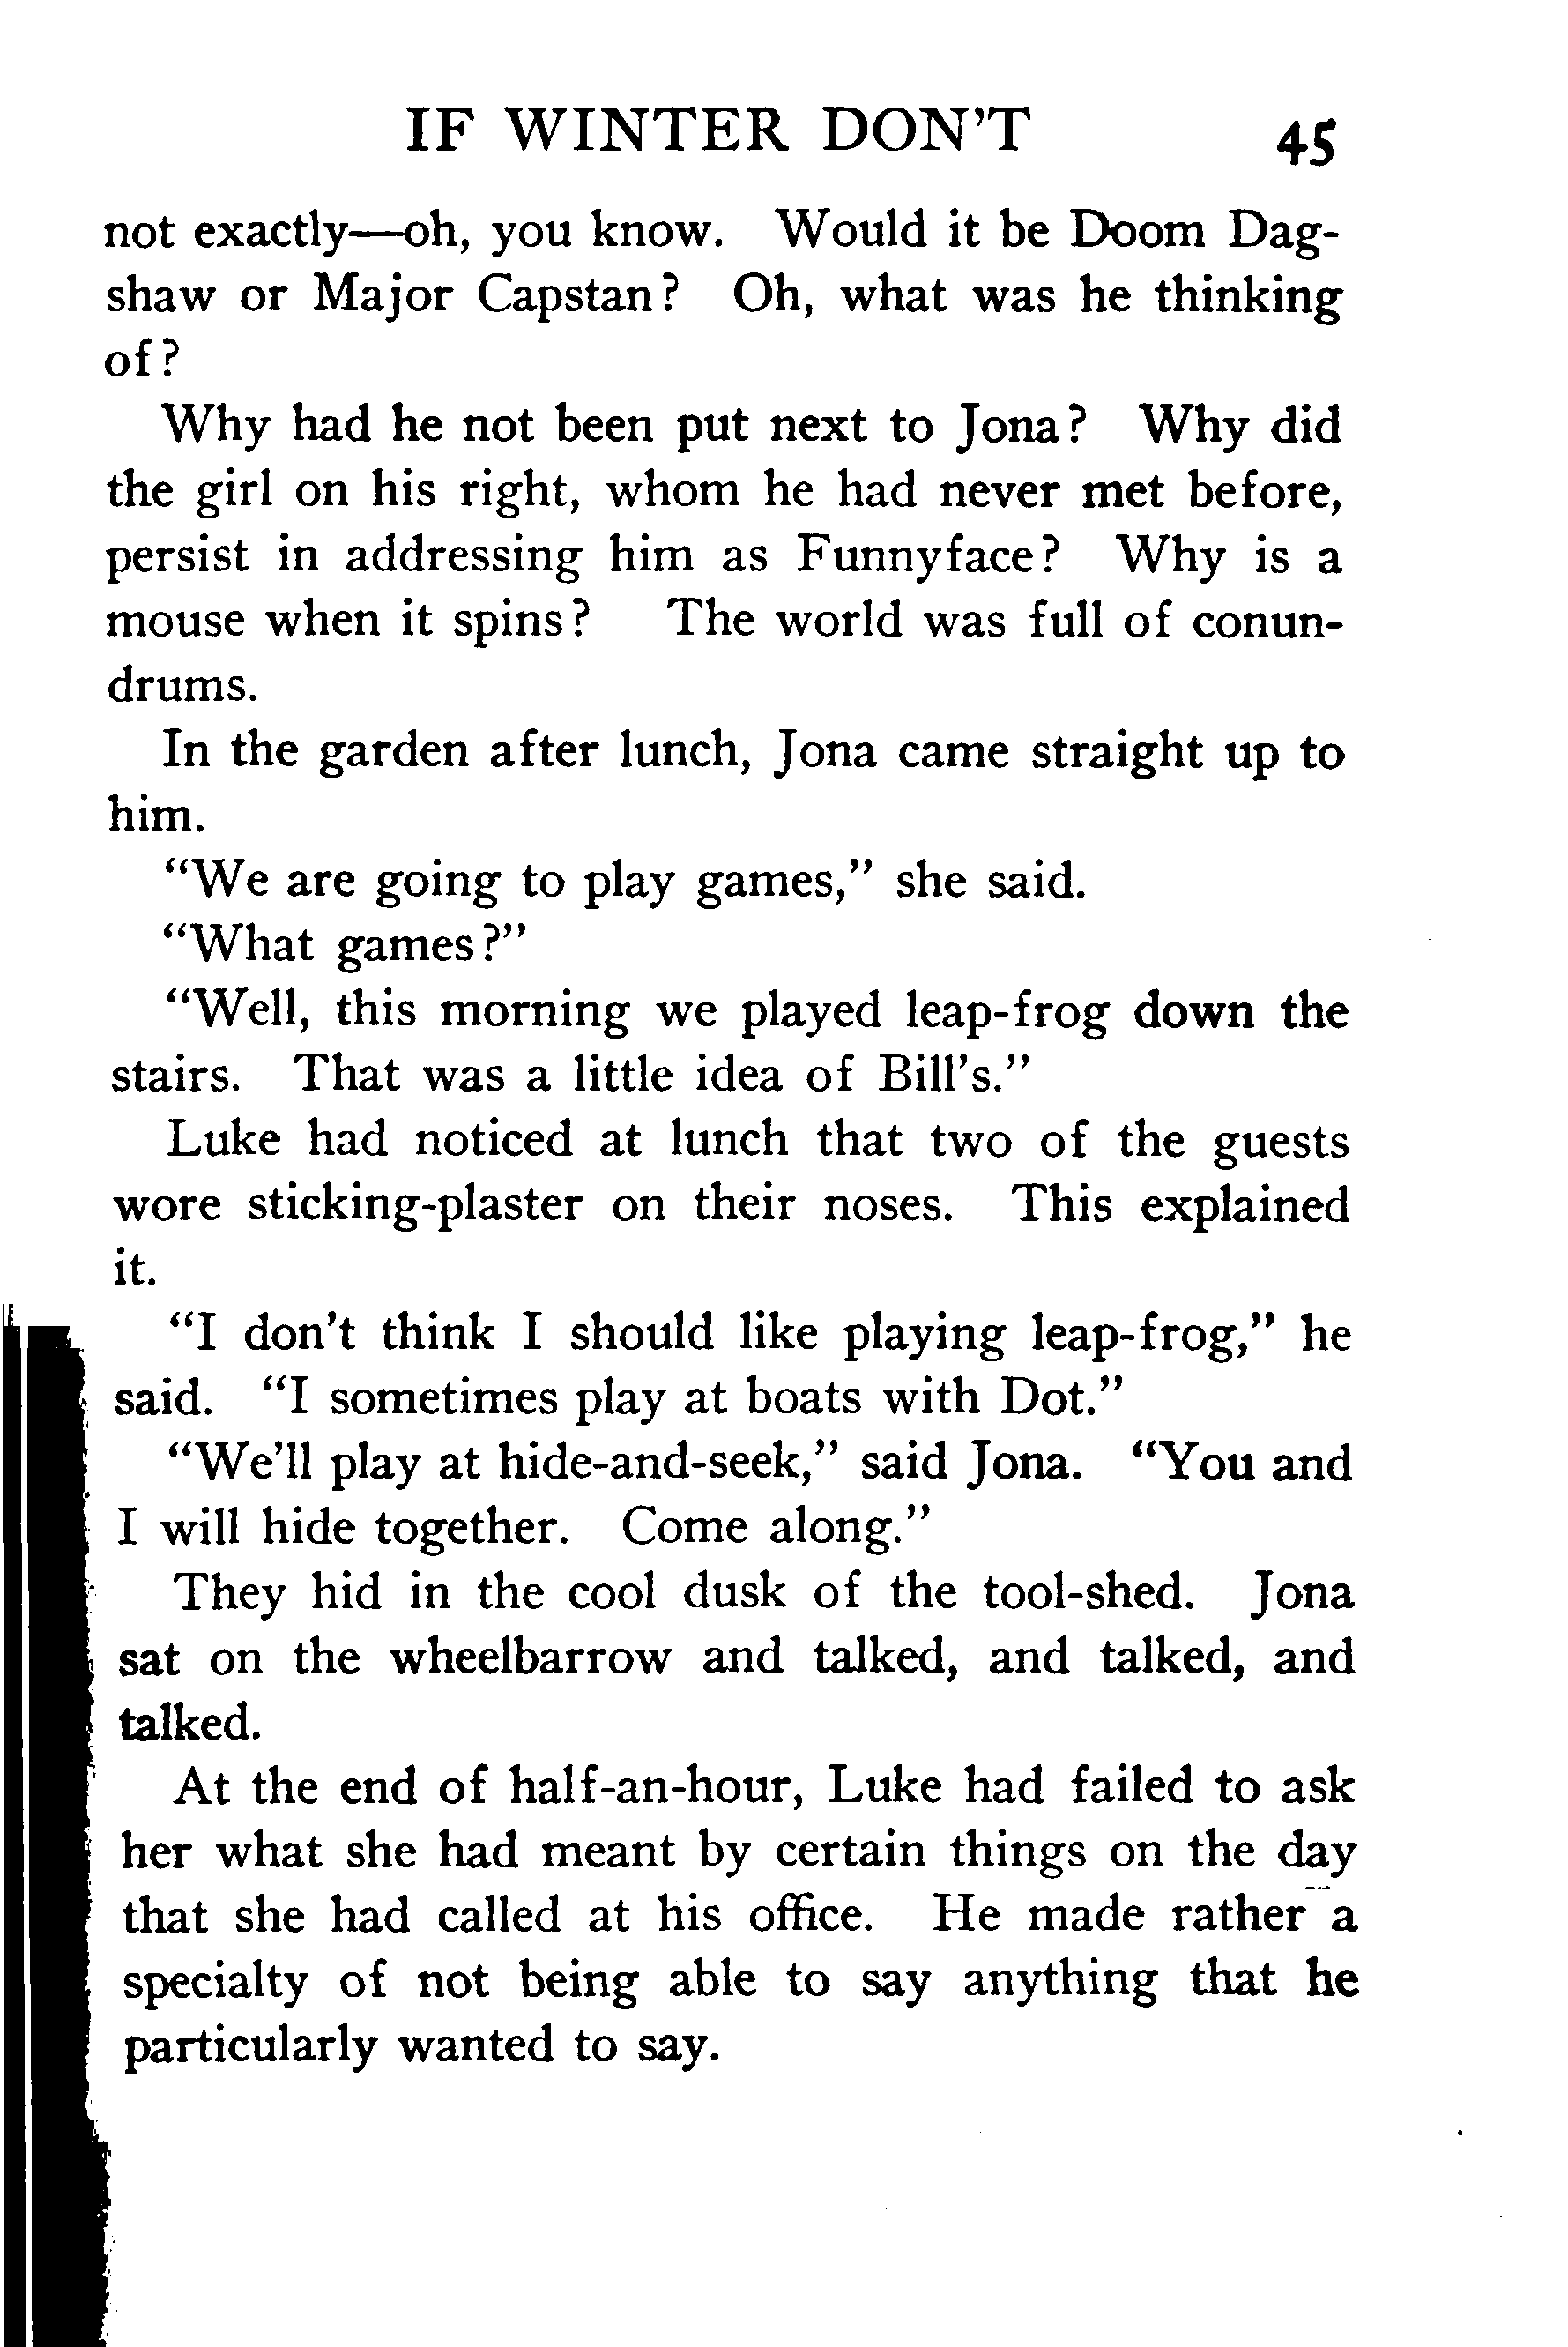 IF WINTER DON'T 45
not exactly—oh, you know. Would it be Doom Dag-
shaw or Major Capstan? Oh, what was he thinking
of?
Why had he not been put next to Jona? Why did
the girl on his right, whom he had never met before,
persist in addressing him as Funnyface? Why is a
mouse when it spins? The world was full of conun-
drums.
In the garden after lunch, Jona came straight up to
him.
“We are going to play games,” she said.
“What games?”
“Well, this morning we played leap-frog down the
stairs. That was a little idea of Bill’s.”
Luke had noticed at lunch that two of the guests
wore sticking-plaster on their noses. This explained
it.
“I don’t think I should like playing leap-frog,” he
said. “I sometimes play at boats with Dot.”
“We’ll play at hide-and-seek,” said Jona. “You and
I will hide together. Come along.”
They hid in the cool dusk of the tool-shed. Jona
sat on the wheelbarrow and talked, and talked, and
talked.
At the end of half-an-hour, Luke had failed to ask
her what she had meant by certain things on the day
that she had called at his office. He made rather a
specialty of not being able to say anything that he
particularly wanted to say.